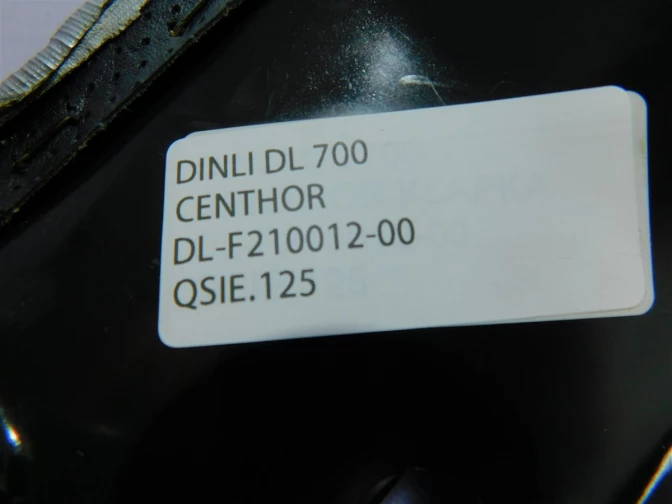 DINLI DL 700
CENTHOR
DL-F210012-00
QSIE.125